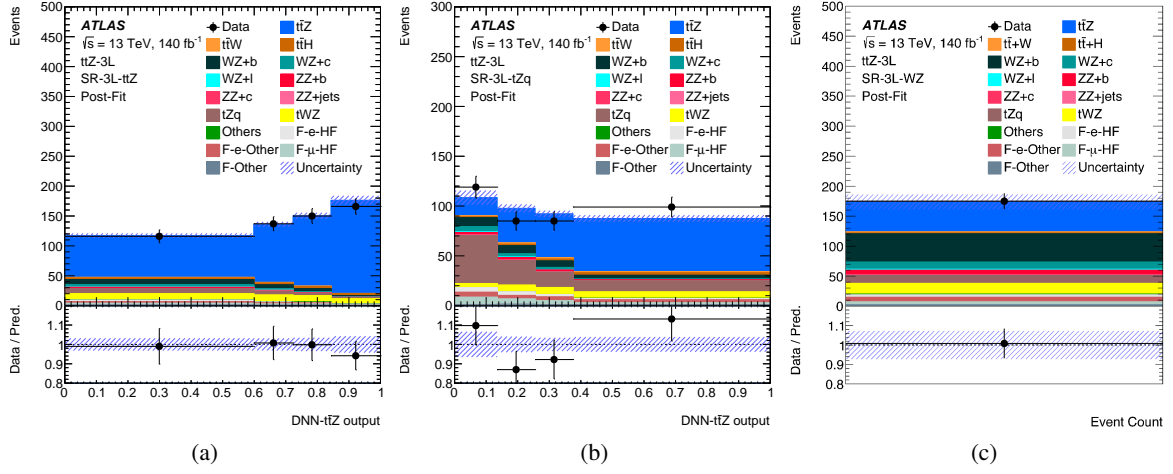 Events
500
450
400
350
300
250
200
150
100
50
0
ATLAS
√s = 13 TeV, 140 fb⁻¹
ttZ-3L
SR-3L-ttZ
Post-Fit
Data
tt̄Z
tt̄W
tt̄H
WZ+b
WZ+c
WZ+l
ZZ+b
ZZ+c
ZZ+jets
tZq
tWZ
Others
F-e-HF
F-e-Other
F-μ-HF
F-Other
Uncertainty
Data / Pred.
1.1
1
0.9
0.8
0 0.1 0.2 0.3 0.4 0.5 0.6 0.7 0.8 0.9 1
DNN-tt̄Z output
(a)
Events
300
270
240
210
180
150
120
90
60
30
0
ATLAS
√s = 13 TeV, 140 fb⁻¹
ttZ-3L
SR-3L-tZq
Post-Fit
Data
tt̄Z
tt̄W
tt̄H
WZ+b
WZ+c
WZ+l
ZZ+b
ZZ+c
ZZ+jets
tZq
tWZ
Others
F-e-HF
F-e-Other
F-μ-HF
F-Other
Uncertainty
Data / Pred.
1.1
1
0.9
0.8
0 0.1 0.2 0.3 0.4 0.5 0.6 0.7 0.8 0.9 1
DNN-tt̄Z output
(b)
Events
500
450
400
350
300
250
200
150
100
50
0
ATLAS
√s = 13 TeV, 140 fb⁻¹
ttZ-3L
SR-3L-WZ
Post-Fit
Data
tt̄Z
tt̄+W
tt̄+H
WZ+b
WZ+c
WZ+l
ZZ+b
ZZ+c
ZZ+jets
tZq
tWZ
Others
F-e-HF
F-e-Other
F-μ-HF
F-Other
Uncertainty
Data / Pred.
1.1
1
0.9
0.8
Event Count
(c)